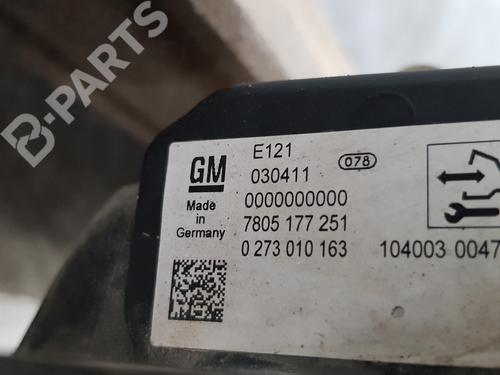 B-PARTS
GM
E121
078
030411
Made
in
Germany
0000000000
7805 177 251
0 273 010 163
104003 0047